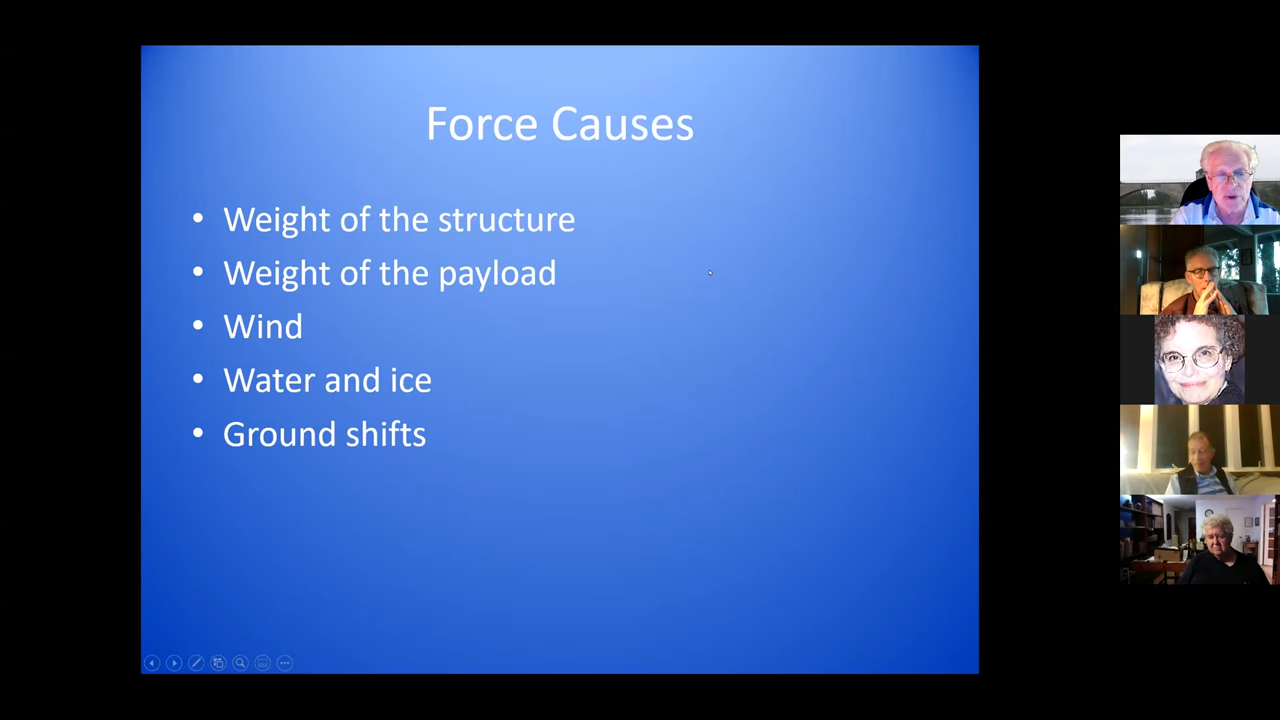 Force Causes
• Weight of the structure
• Weight of the payload
• Wind
• Water and ice
• Ground shifts